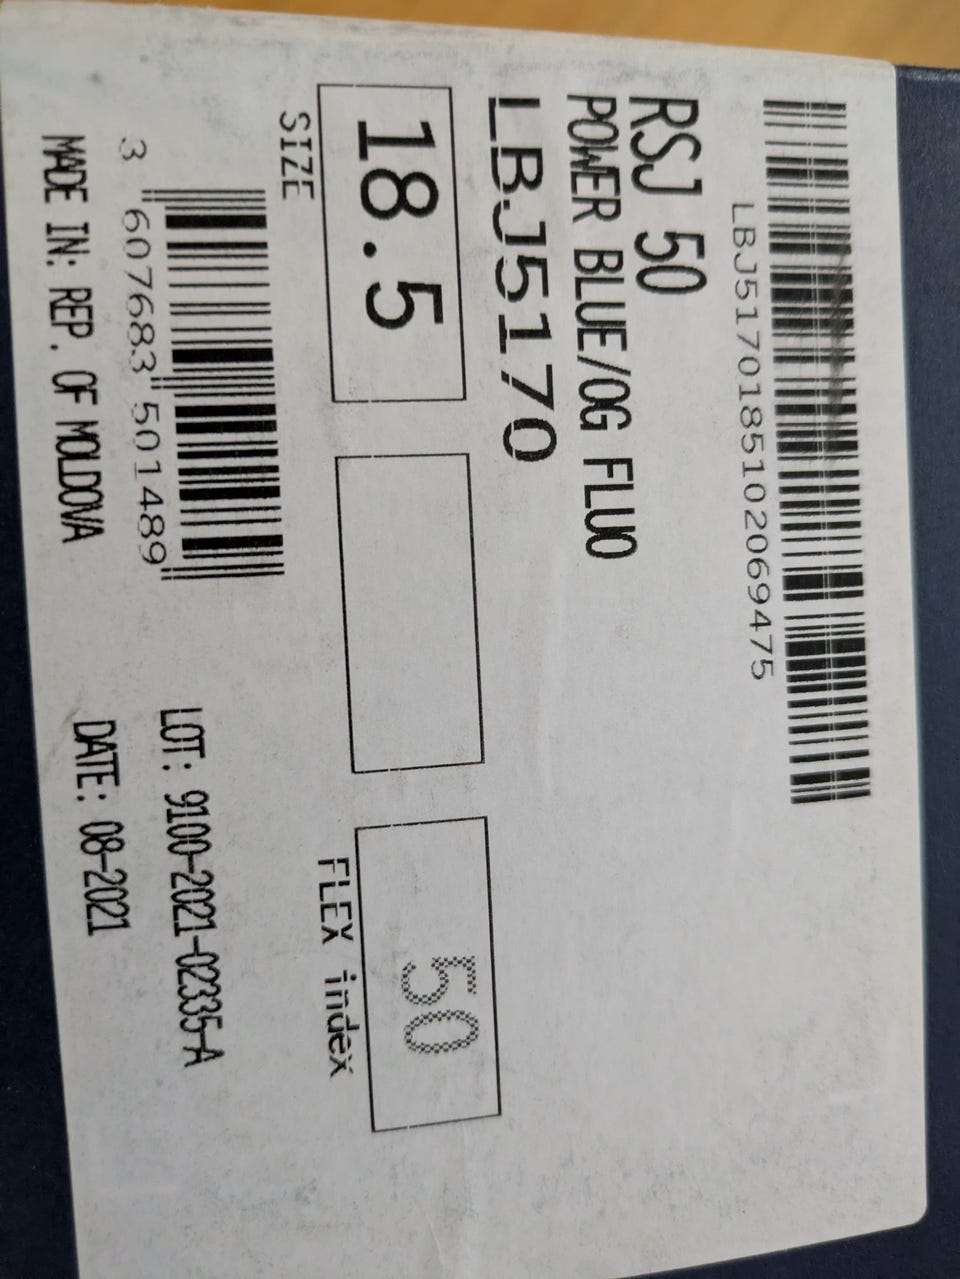 LBJ5170185102069475
RSJ 50
POWER BLUE/OG FLUO
LBJ5170
18.5
50
SIZE
FLEX index
3 607683 501489
LOT: 9100-2021-02335-A
MADE IN: REP. OF MOLDOVA
DATE: 08-2021